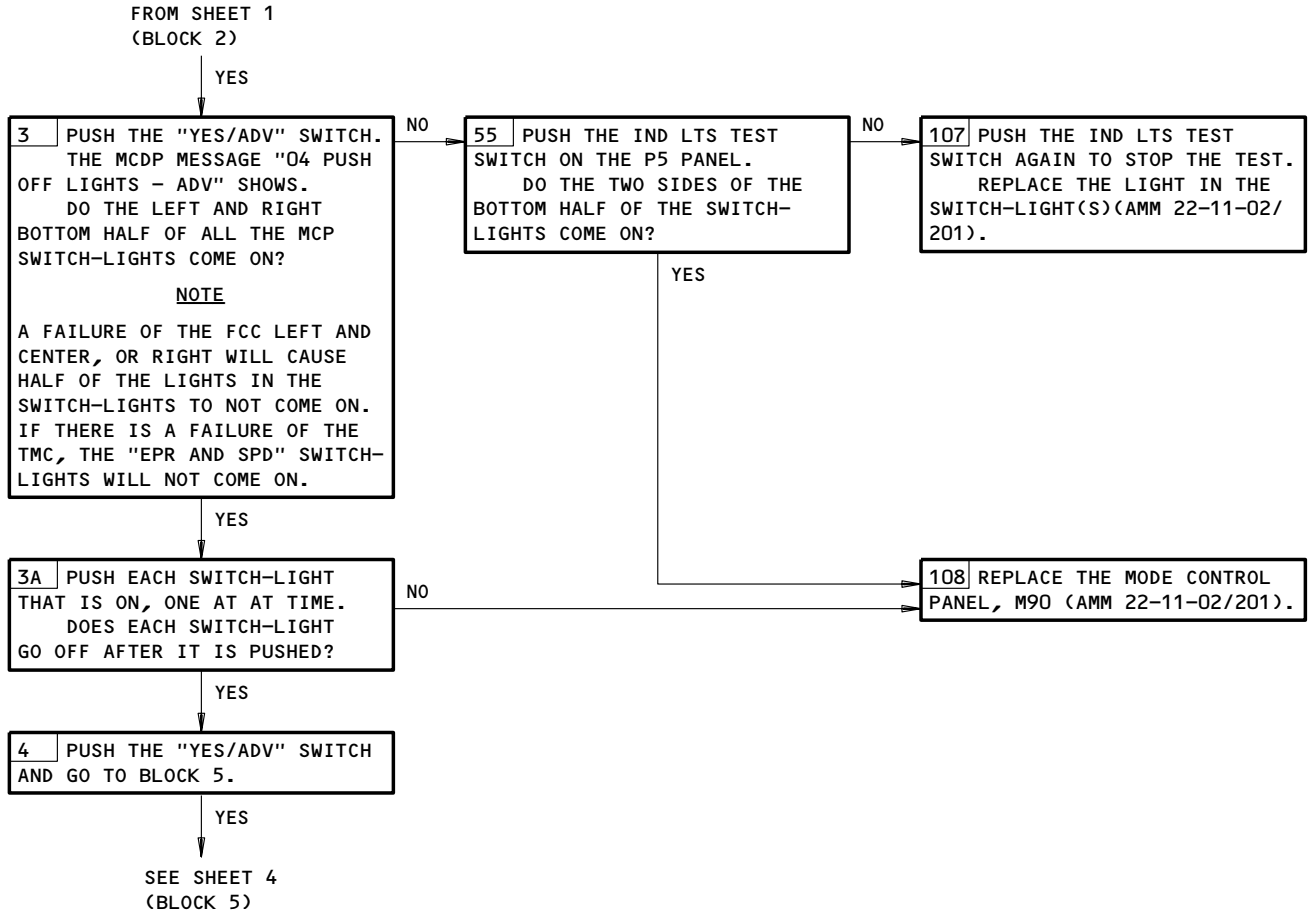 FROM SHEET 1
(BLOCK 2)
YES
3 PUSH THE "YES/ADV" SWITCH.
THE MCDP MESSAGE "04 PUSH
OFF LIGHTS - ADV" SHOWS.
DO THE LEFT AND RIGHT
BOTTOM HALF OF ALL THE MCP
SWITCH-LIGHTS COME ON?
NOTE
A FAILURE OF THE FCC LEFT AND
CENTER, OR RIGHT WILL CAUSE
HALF OF THE LIGHTS IN THE
SWITCH-LIGHTS TO NOT COME ON.
IF THERE IS A FAILURE OF THE
TMC, THE "EPR AND SPD" SWITCH-
LIGHTS WILL NOT COME ON.
NO
55 PUSH THE IND LTS TEST
SWITCH ON THE P5 PANEL.
DO THE TWO SIDES OF THE
BOTTOM HALF OF THE SWITCH-
LIGHTS COME ON?
NO
107 PUSH THE IND LTS TEST
SWITCH AGAIN TO STOP THE TEST.
REPLACE THE LIGHT IN THE
SWITCH-LIGHT(S)(AMM 22-11-02/
201).
YES
YES
3A PUSH EACH SWITCH-LIGHT
THAT IS ON, ONE AT AT TIME.
DOES EACH SWITCH-LIGHT
GO OFF AFTER IT IS PUSHED?
NO
108 REPLACE THE MODE CONTROL
PANEL, M90 (AMM 22-11-02/201).
YES
4 PUSH THE "YES/ADV" SWITCH
AND GO TO BLOCK 5.
YES
SEE SHEET 4
(BLOCK 5)